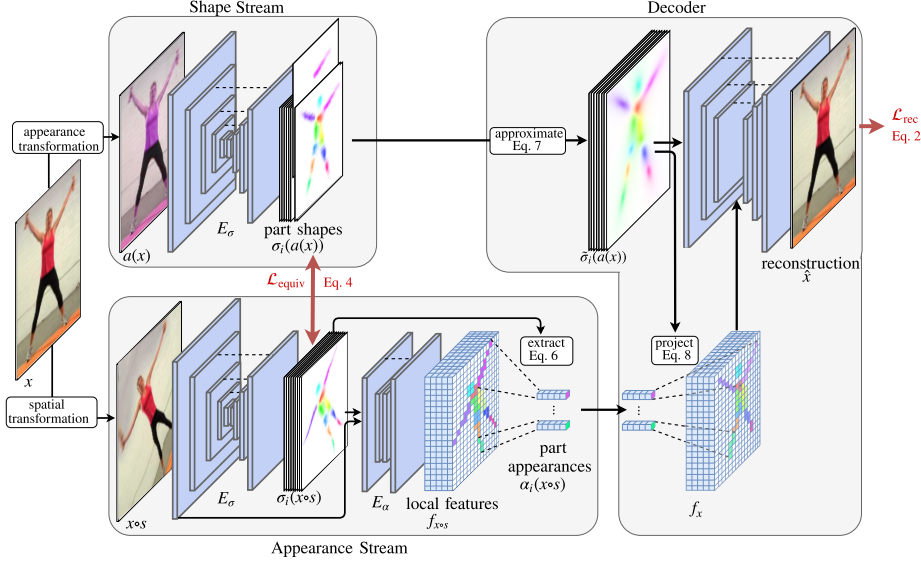 Shape Stream
Decoder
appearance
transformation
x
spatial
transformation
a(x)
E_σ
part shapes
σ_i(a(x))
approximate
Eq. 7
σ̃_i(a(x))
reconstruction
x̂
ℒ_rec
Eq. 2
ℒ_equiv
Eq. 4
x∘s
E_σ
σ_i(x∘s)
E_α
local features
f_x∘s
extract
Eq. 6
part
appearances
α_i(x∘s)
project
Eq. 8
f_x
Appearance Stream